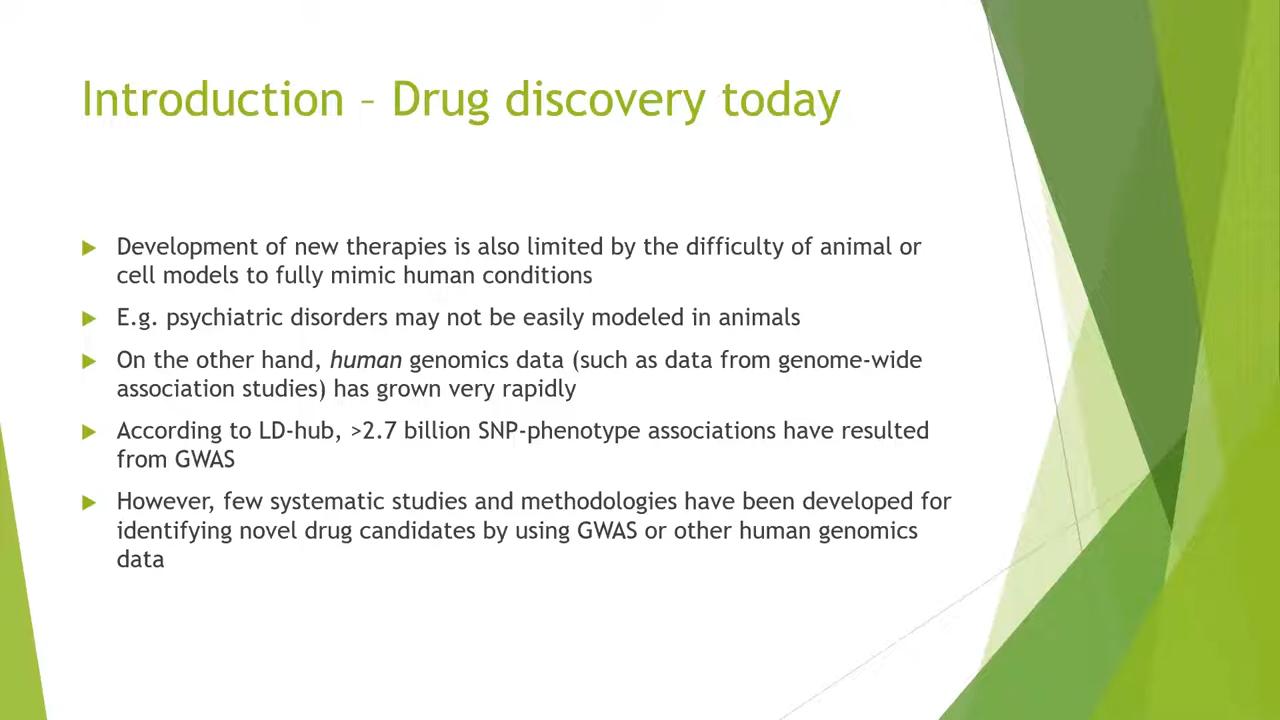 Introduction – Drug discovery today
Development of new therapies is also limited by the difficulty of animal or
cell models to fully mimic human conditions
E.g. psychiatric disorders may not be easily modeled in animals
On the other hand, human genomics data (such as data from genome-wide
association studies) has grown very rapidly
According to LD-hub, >2.7 billion SNP-phenotype associations have resulted
from GWAS
However, few systematic studies and methodologies have been developed for
identifying novel drug candidates by using GWAS or other human genomics
data